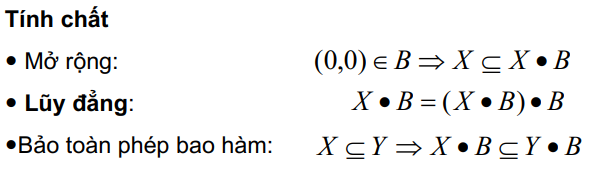 Tính chất
• Mở rộng: (0,0) ∈ B ⇒ X ⊆ X • B
• Lũy đẳng: X • B = (X • B) • B
•Bảo toàn phép bao hàm: X ⊆ Y ⇒ X • B ⊆ Y • B